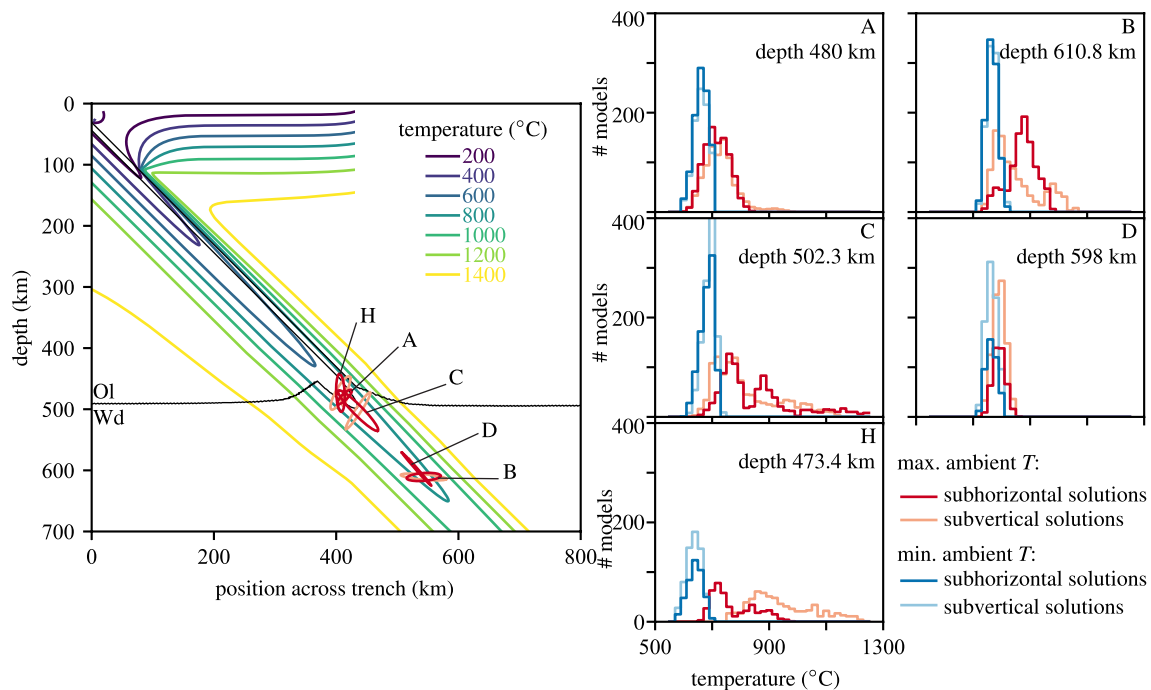 0
100
200
300
400
500
600
700
depth (km)
0
200
400
600
800
position across trench (km)
temperature (°C)
200
400
600
800
1000
1200
1400
H
A
C
D
B
Ol
Wd
400
200
0
# models
A
depth 480 km
B
depth 610.8 km
400
200
0
# models
C
depth 502.3 km
D
depth 598 km
400
200
0
# models
H
depth 473.4 km
500
900
1300
temperature (°C)
max. ambient T:
subhorizontal solutions
subvertical solutions
min. ambient T:
subhorizontal solutions
subvertical solutions